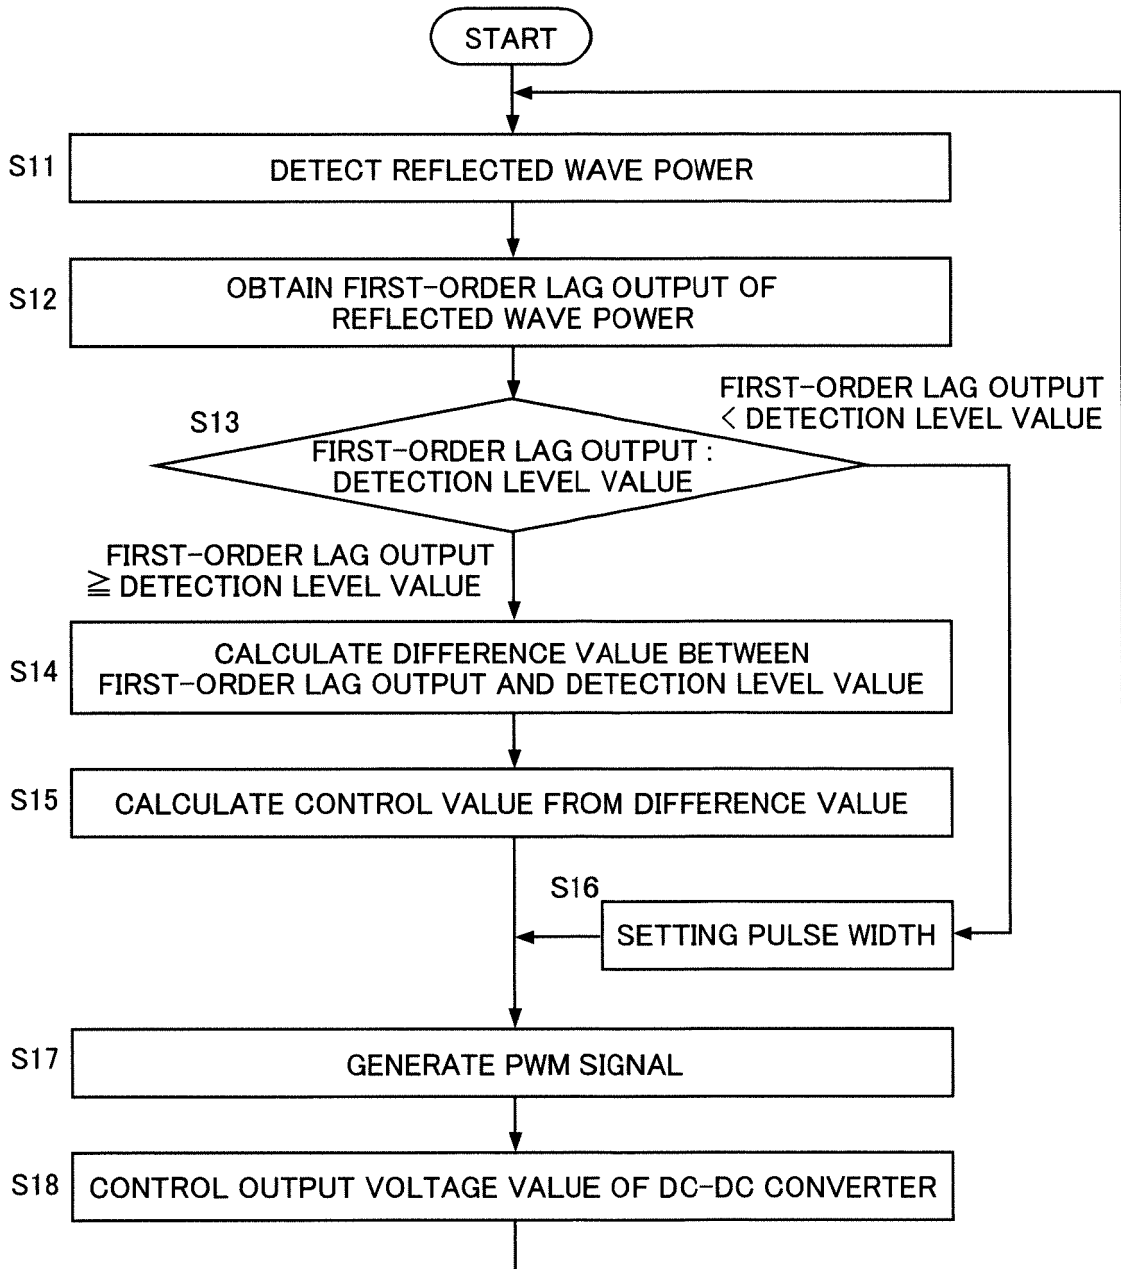 START
S11
DETECT REFLECTED WAVE POWER
S12
OBTAIN FIRST-ORDER LAG OUTPUT OF
REFLECTED WAVE POWER
FIRST-ORDER LAG OUTPUT
< DETECTION LEVEL VALUE
S13
FIRST-ORDER LAG OUTPUT :
DETECTION LEVEL VALUE
FIRST-ORDER LAG OUTPUT
≧ DETECTION LEVEL VALUE
S14
CALCULATE DIFFERENCE VALUE BETWEEN
FIRST-ORDER LAG OUTPUT AND DETECTION LEVEL VALUE
S15
CALCULATE CONTROL VALUE FROM DIFFERENCE VALUE
S16
SETTING PULSE WIDTH
S17
GENERATE PWM SIGNAL
S18
CONTROL OUTPUT VOLTAGE VALUE OF DC-DC CONVERTER